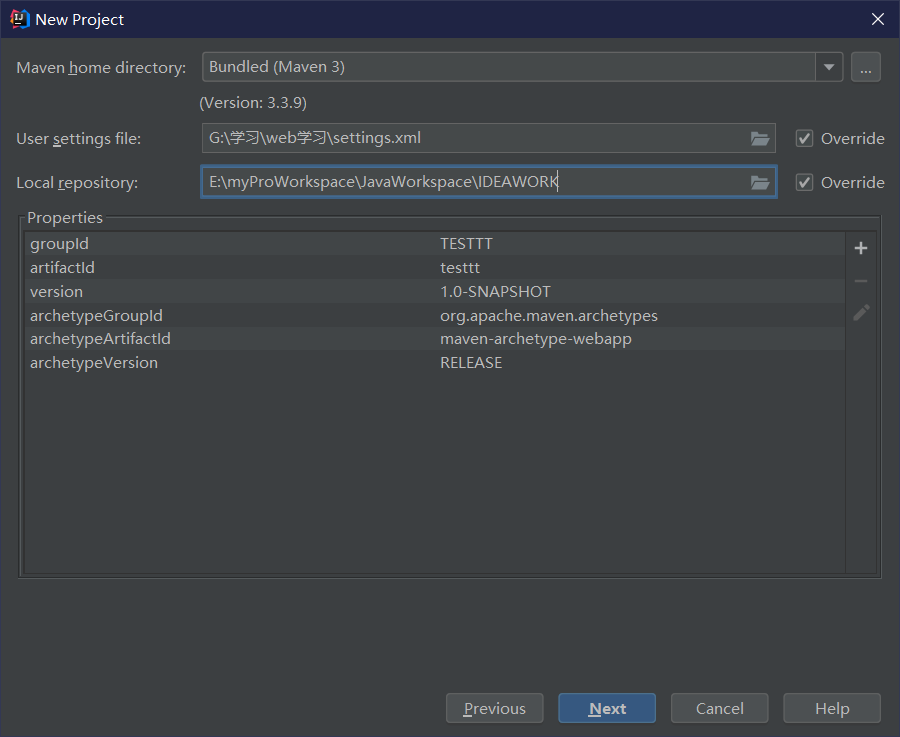 New Project
Maven home directory: Bundled (Maven 3) ...
(Version: 3.3.9)
User settings file: G:\学习\web学习\settings.xml Override
Local repository: E:\myProWorkspace\JavaWorkspace\IDEAWORK Override
Properties
groupId TESTTT
artifactId testtt
version 1.0-SNAPSHOT
archetypeGroupId org.apache.maven.archetypes
archetypeArtifactId maven-archetype-webapp
archetypeVersion RELEASE
Previous Next Cancel Help